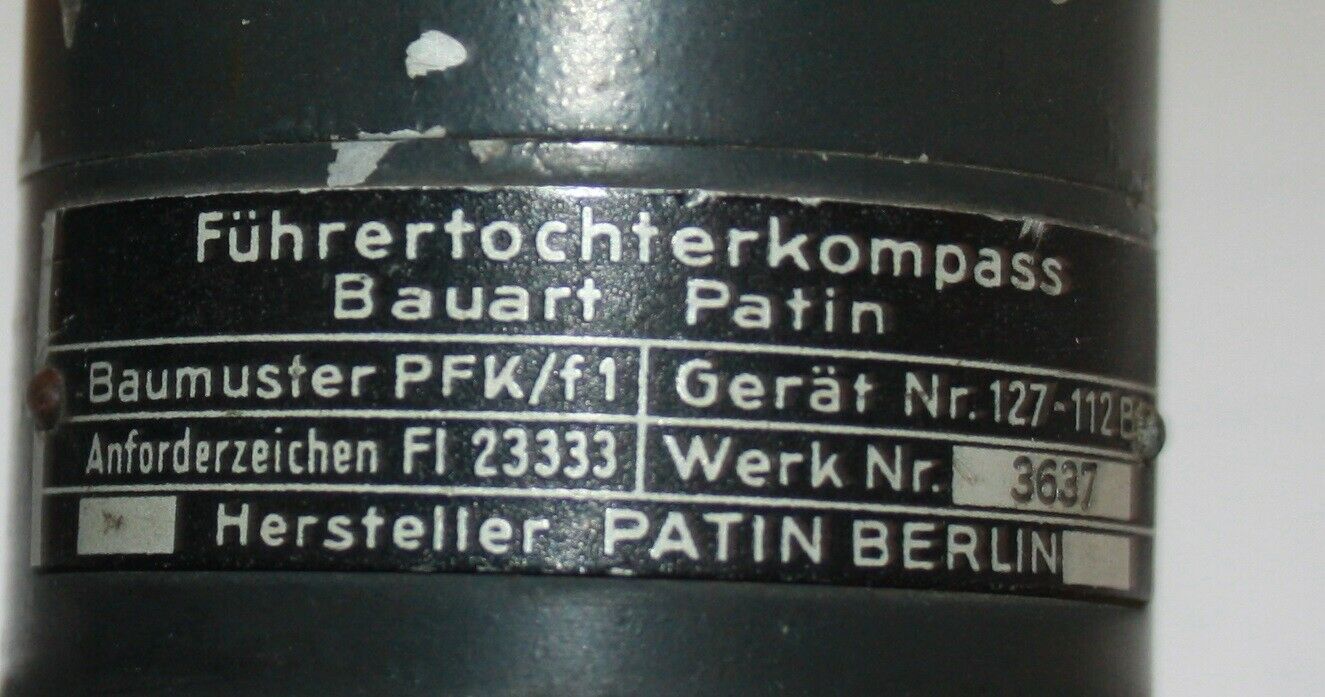 Führertochterkompass
Bauart Patin
Baumuster PFK/f1 Gerät Nr. 127-112
Anforderzeichen Fl 23333 Werk Nr. 3637
Hersteller PATIN BERLIN